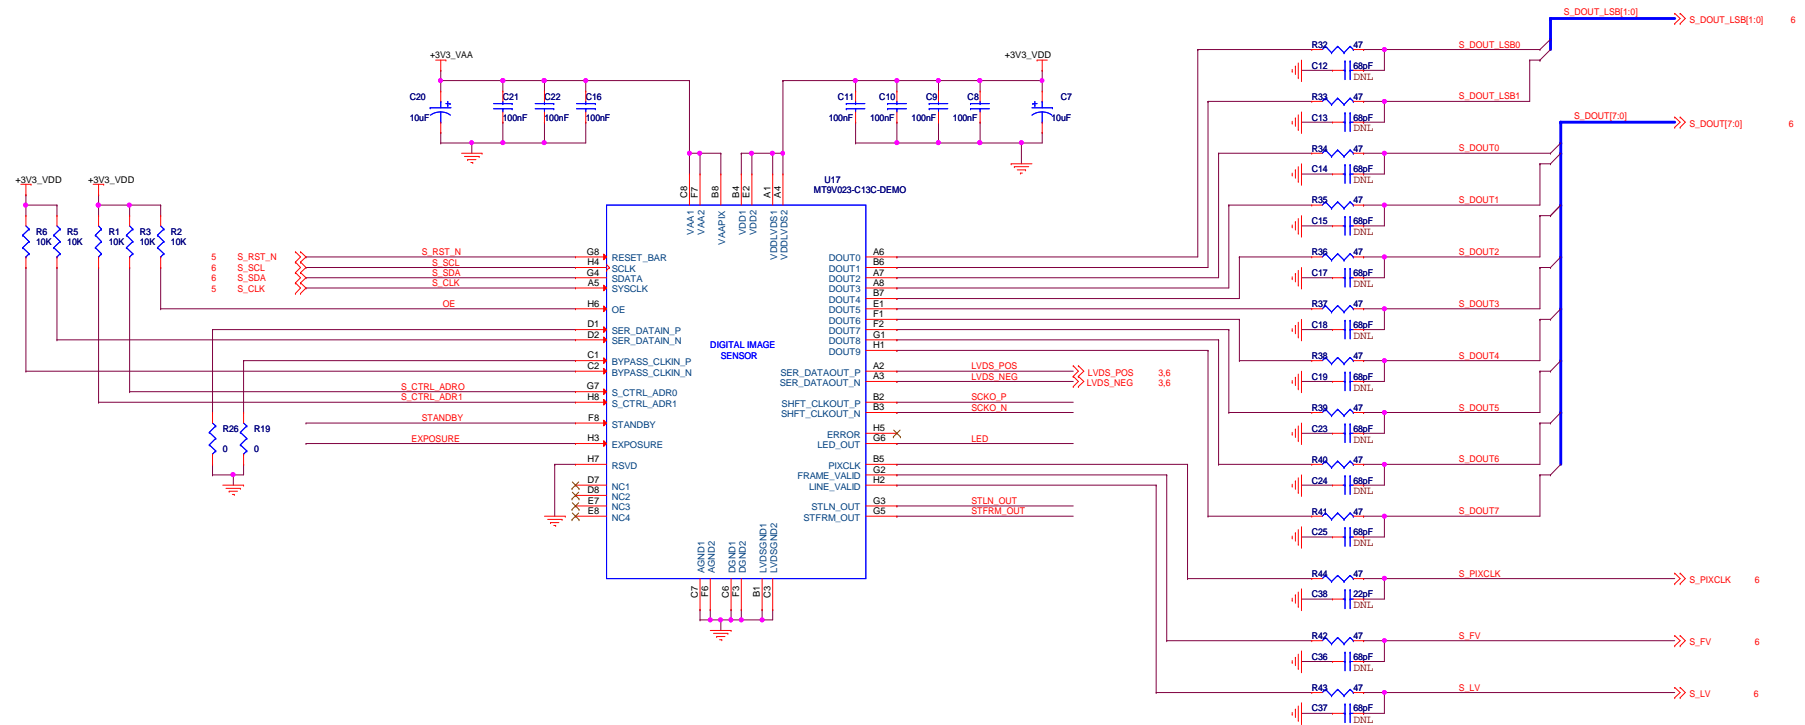 S_DOUT_LSB[1:0]
S_DOUT_LSB[1:0] 6
+3V3_VAA
+3V3_VDD
R32 47 S_DOUT_LSB0
C12 68pF
DNL
C20 C21 C22 C16
10uF 100nF 100nF 100nF
C11 C10 C9 C8 C7
100nF 100nF 100nF 100nF 10uF
R33 47 S_DOUT_LSB1
C13 68pF
DNL
S_DOUT[7:0]
S_DOUT[7:0] 6
R34 47 S_DOUT0
C14 68pF
DNL
+3V3_VDD +3V3_VDD
U17
MT9V023-C13C-DEMO
C8 F7 B8 B4 E2 A1 A4
VAA1 VAA2 VAAPIX VDD1 VDD2 VDDLVDS1 VDDLVDS2
R35 47 S_DOUT1
C15 68pF
DNL
R6 R5 R1 R3 R2
10K 10K 10K 10K 10K
5 S_RST_N S_RST_N G8 RESET_BAR
6 S_SCL S_SCL H4 SCLK
6 S_SDA S_SDA G4 SDATA
5 S_CLK S_CLK A5 SYSCLK
OE H6 OE
D1 SER_DATAIN_P
D2 SER_DATAIN_N
C1 BYPASS_CLKIN_P
C2 BYPASS_CLKIN_N
S_CTRL_ADR0 G7 S_CTRL_ADR0
S_CTRL_ADR1 H8 S_CTRL_ADR1
STANDBY F8 STANDBY
EXPOSURE H3 EXPOSURE
H7 RSVD
D7 NC1
D8 NC2
E7 NC3
E8 NC4
R26 R19
0 0
DIGITAL IMAGE
SENSOR
DOUT0 A6
DOUT1 B6
DOUT2 A7
DOUT3 A8
DOUT4 B7
DOUT5 E1
DOUT6 F1
DOUT7 F2
DOUT8 G1
DOUT9 H1
SER_DATAOUT_P A2 LVDS_POS LVDS_POS 3,6
SER_DATAOUT_N A3 LVDS_NEG LVDS_NEG 3,6
SHFT_CLKOUT_P B2 SCKO_P
SHFT_CLKOUT_N B3 SCKO_N
ERROR H5
LED_OUT G6 LED
PIXCLK B5
FRAME_VALID G2
LINE_VALID H2
STLN_OUT G3 STLN_OUT
STFRM_OUT G5 STFRM_OUT
AGND1 AGND2 DGND1 DGND2 LVDSGND1 LVDSGND2
C7 F6 C6 F3 B1 C3
R36 47 S_DOUT2
C17 68pF
DNL
R37 47 S_DOUT3
C18 68pF
DNL
R38 47 S_DOUT4
C19 68pF
DNL
R39 47 S_DOUT5
C23 68pF
DNL
R40 47 S_DOUT6
C24 68pF
DNL
R41 47 S_DOUT7
C25 68pF
DNL
R44 47 S_PIXCLK S_PIXCLK 6
C38 22pF
DNL
R42 47 S_FV S_FV 6
C36 68pF
DNL
R43 47 S_LV S_LV 6
C37 68pF
DNL